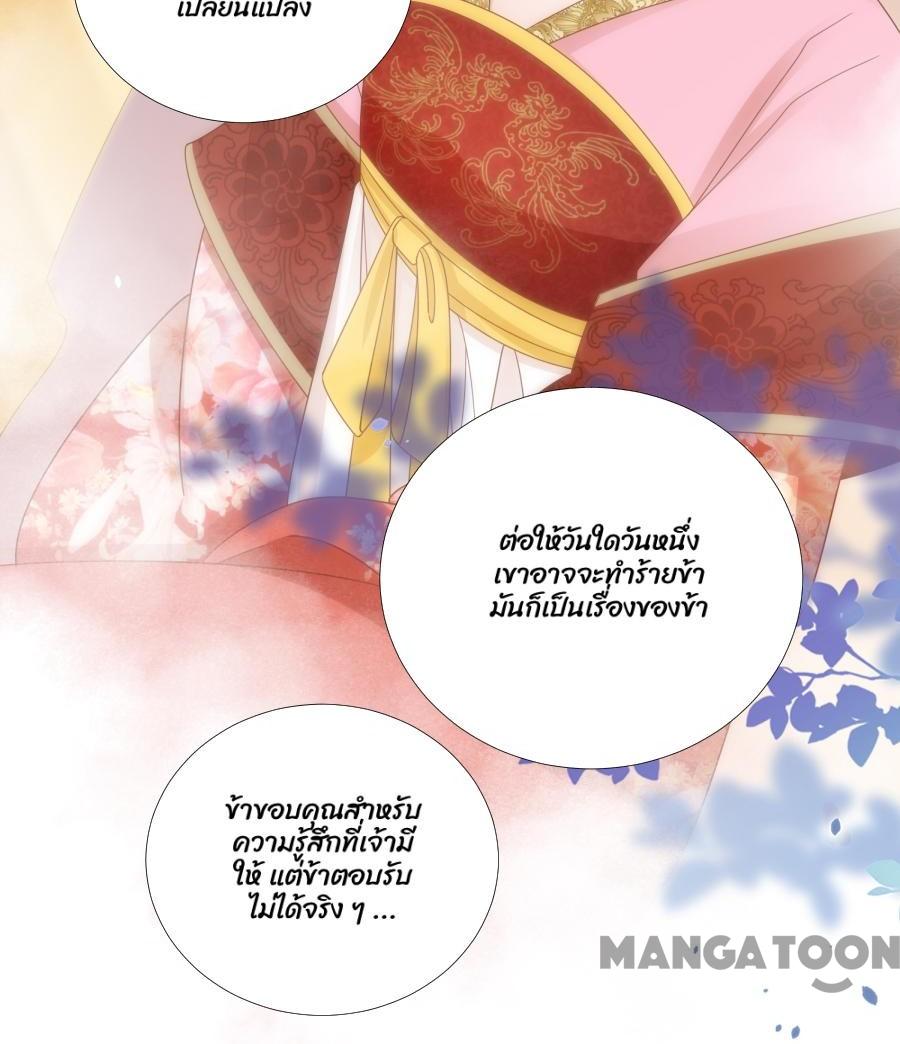 เปลี่ยนแปลง
ต่อให้วันใดวันหนึ่ง
เขาอาจจะทำร้ายข้า
มันก็เป็นเรื่องของข้า
ข้าขอบคุณสำหรับ
ความรู้สึกที่เจ้ามี
ให้ แต่ข้าตอบรับ
ไม่ได้จริง ๆ ...
MANGATOON